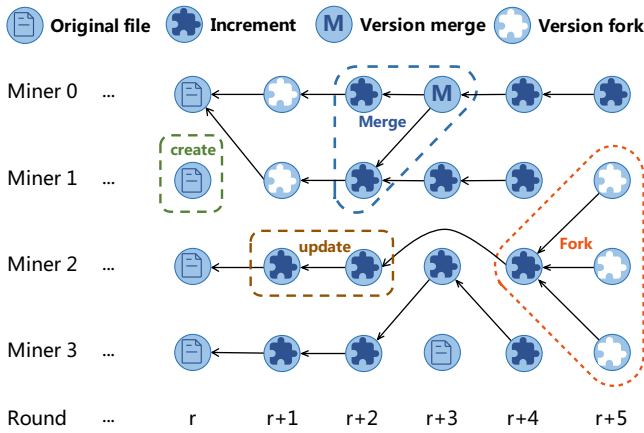 Original file Increment M Version merge Version fork
Miner 0 ... M
Merge
create
Miner 1 ...
update Fork
Miner 2 ...
Miner 3 ...
Round ... r r+1 r+2 r+3 r+4 r+5